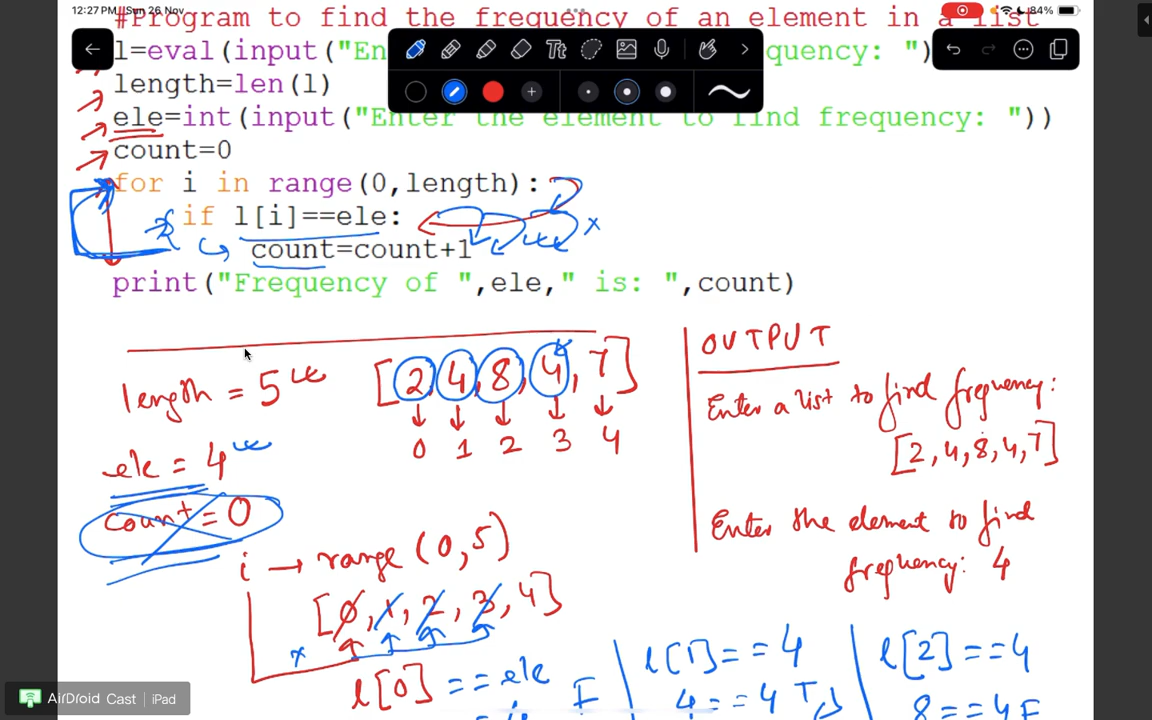 12:27 PM Sun 26 Nov
84%
#Program to find the frequency of an element in a list
l=eval(input("En quency: ")
length=len(l)
ele=int(input("Enter the element to find frequency: "))
count=0
for i in range(0,length):
if l[i]==ele:
count=count+1
print("Frequency of ",ele," is: ",count)
length = 5
[2,4,8,4,7]
0 1 2 3 4
ele = 4
count = 0
i → range (0,5)
[0,1,2,3,4]
l[0] == ele
F
OUTPUT
Enter a list to find frequency:
[2,4,8,4,7]
Enter the element to find
frequency: 4
l[1] == 4
4 == 4 T
l[2] == 4
8 == 4 F
Tt
AirDroid Cast iPad